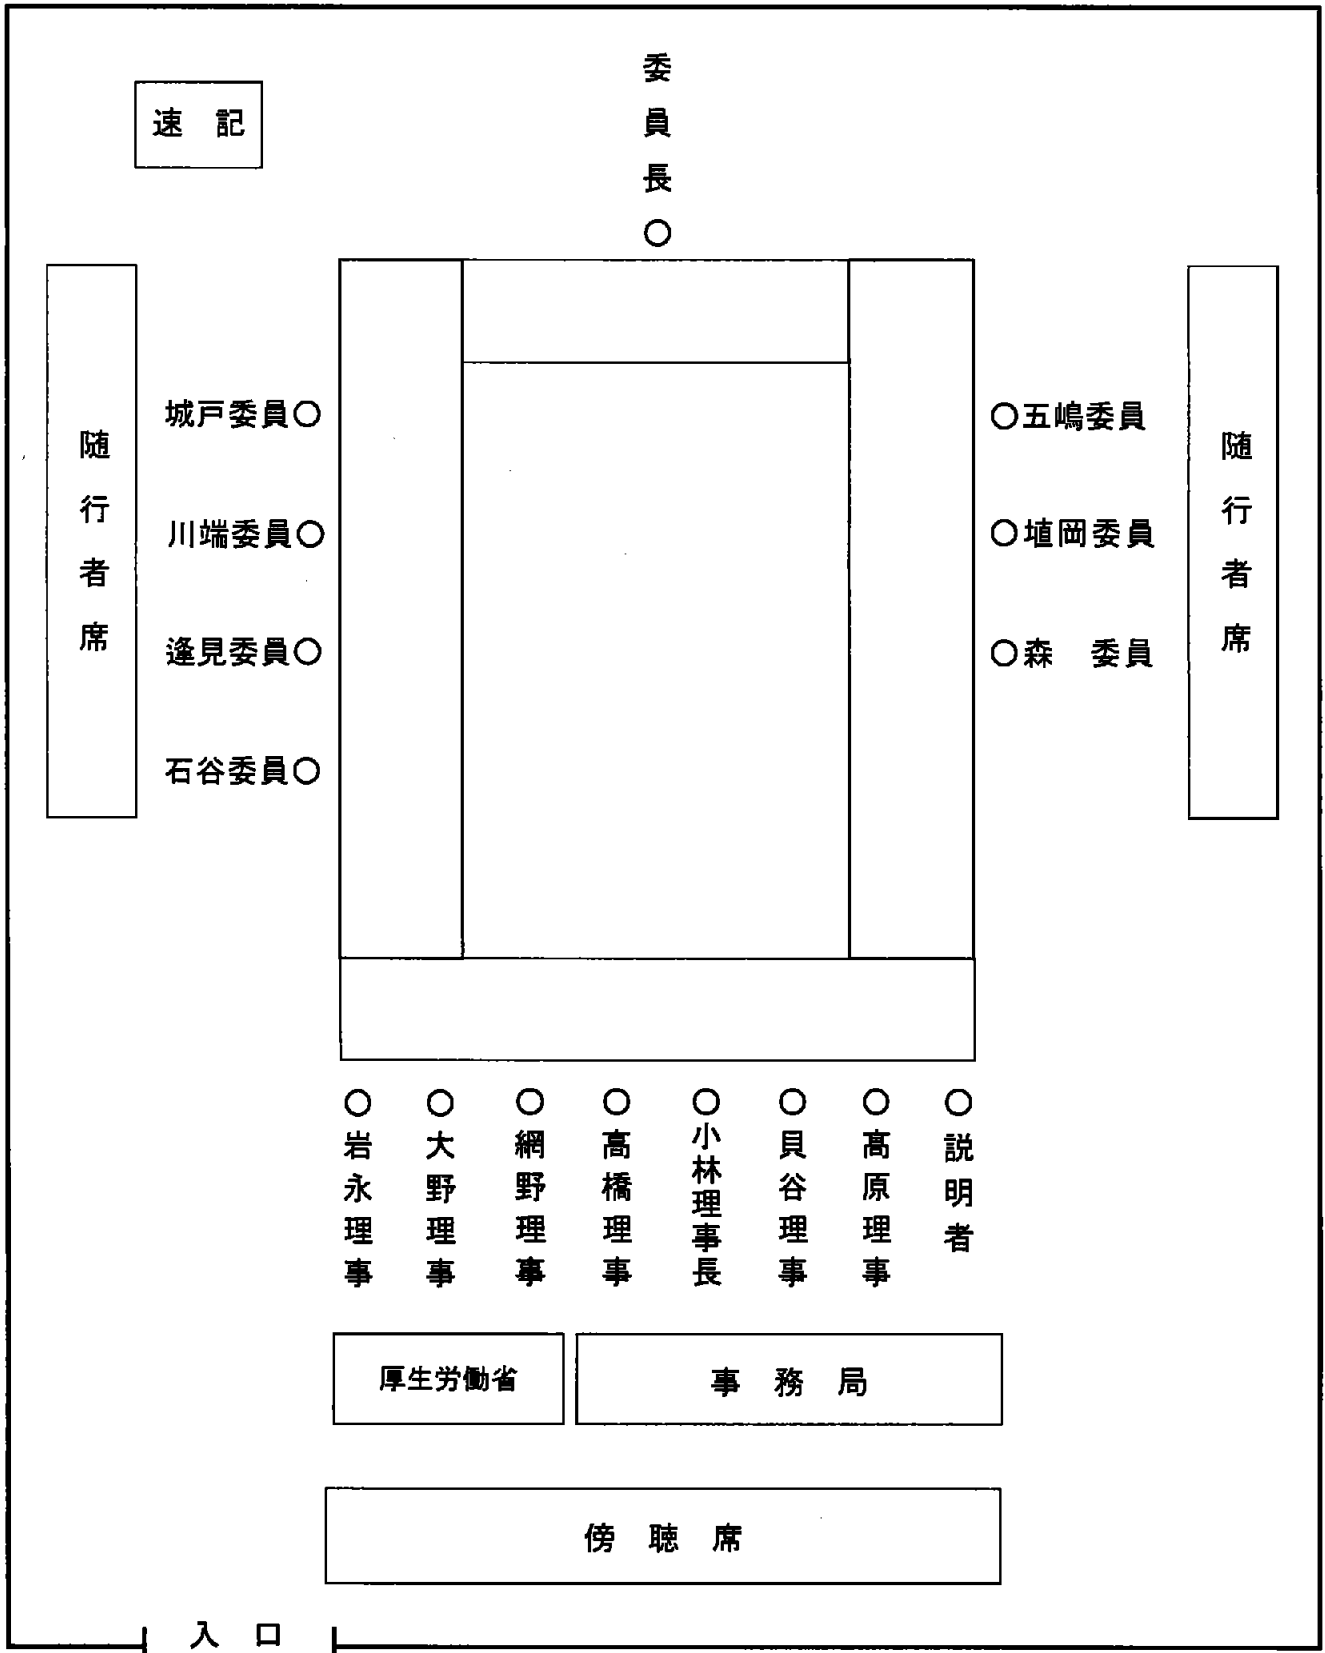 委員長
○
速　記
随行者席
城戸委員○
川端委員○
逢見委員○
石谷委員○
○五嶋委員
○埴岡委員
○森　委員
随行者席
○岩永理事
○大野理事
○網野理事
○高橋理事
○小林理事長
○貝谷理事
○髙原理事
○説明者
厚生労働省
事　務　局
傍　聴　席
入　口